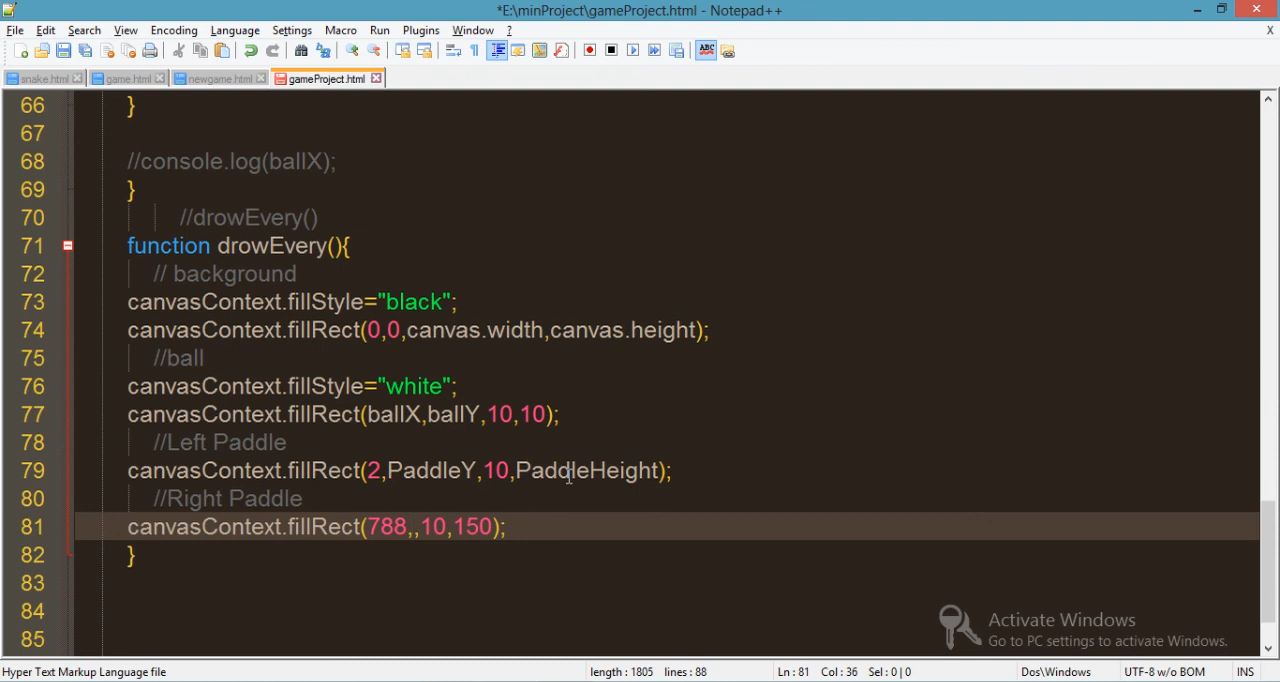 *E:\minProject\gameProject.html - Notepad++
File Edit Search View Encoding Language Settings Macro Run Plugins Window ? X
snake.html game.html newgame.html gameProject.html
66 }
67
68 //console.log(ballX);
69 }
70 //drowEvery()
71 function drowEvery(){
72 // background
73 canvasContext.fillStyle="black";
74 canvasContext.fillRect(0,0,canvas.width,canvas.height);
75 //ball
76 canvasContext.fillStyle="white";
77 canvasContext.fillRect(ballX,ballY,10,10);
78 //Left Paddle
79 canvasContext.fillRect(2,PaddleY,10,PaddleHeight);
80 //Right Paddle
81 canvasContext.fillRect(788,,10,150);
82 }
83
84
85
Activate Windows
Go to PC settings to activate Windows.
Hyper Text Markup Language file length : 1805 lines : 88 Ln : 81 Col : 36 Sel : 0 | 0 Dos\Windows UTF-8 w/o BOM INS